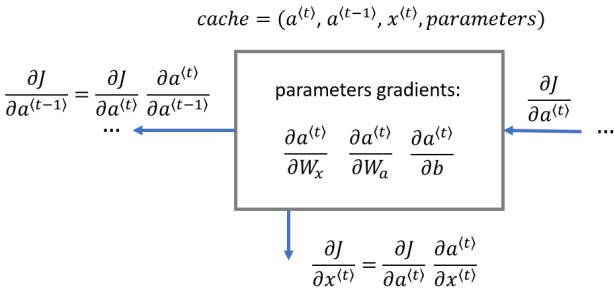 cache = (a⟨t⟩, a⟨t−1⟩, x⟨t⟩, parameters)
∂J/∂a⟨t−1⟩ = ∂J/∂a⟨t⟩ ∂a⟨t⟩/∂a⟨t−1⟩
...
parameters gradients:
∂a⟨t⟩/∂Wₓ ∂a⟨t⟩/∂Wₐ ∂a⟨t⟩/∂b
∂J/∂a⟨t⟩
...
∂J/∂x⟨t⟩ = ∂J/∂a⟨t⟩ ∂a⟨t⟩/∂x⟨t⟩